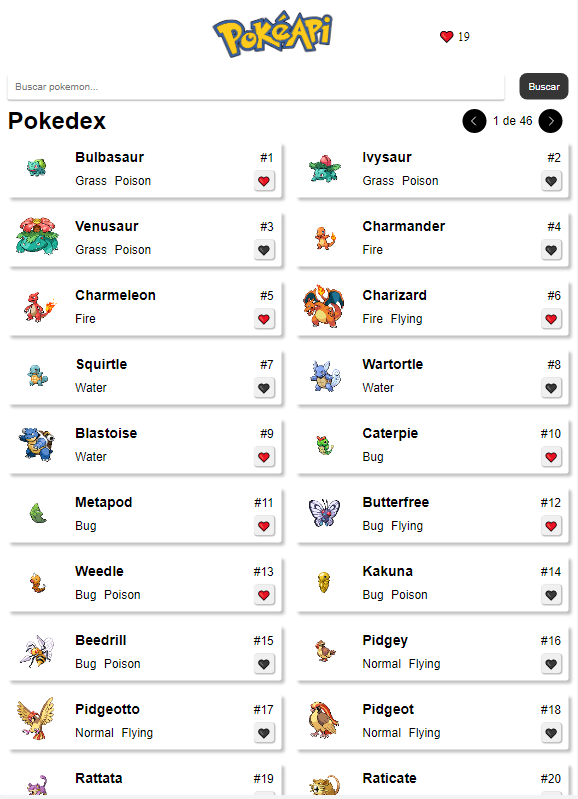 PokéAPI
19
Buscar pokemon...
Buscar
Pokedex
1 de 46
Bulbasaur #1
Grass Poison
Ivysaur #2
Grass Poison
Venusaur #3
Grass Poison
Charmander #4
Fire
Charmeleon #5
Fire
Charizard #6
Fire Flying
Squirtle #7
Water
Wartortle #8
Water
Blastoise #9
Water
Caterpie #10
Bug
Metapod #11
Bug
Butterfree #12
Bug Flying
Weedle #13
Bug Poison
Kakuna #14
Bug Poison
Beedrill #15
Bug Poison
Pidgey #16
Normal Flying
Pidgeotto #17
Normal Flying
Pidgeot #18
Normal Flying
Rattata #19
Raticate #20